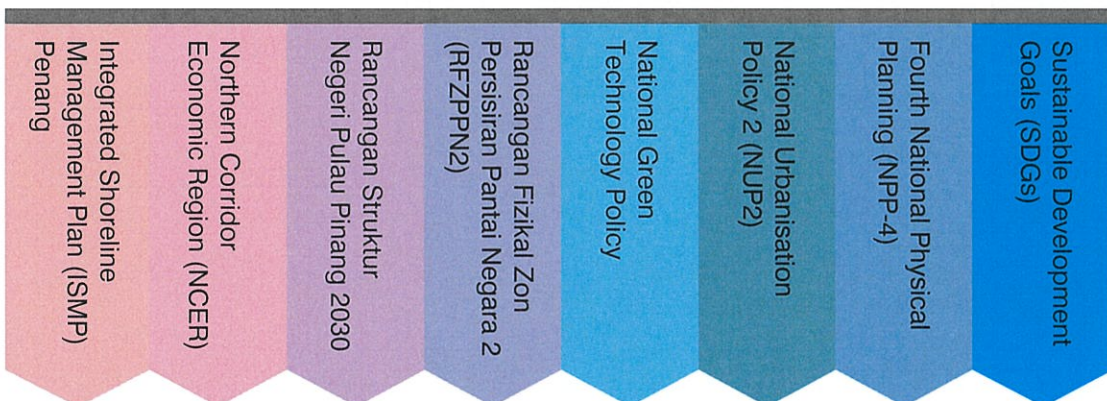 Sustainable Development
Goals (SDGs)
Fourth National Physical
Planning (NPP-4)
National Urbanisation
Policy 2 (NUP2)
National Green
Technology Policy
Rancangan Fizikal Zon
Persisiran Pantai Negara 2
(RFZPPN2)
Rancangan Struktur
Negeri Pulau Pinang 2030
Northern Corridor
Economic Region (NCER)
Integrated Shoreline
Management Plan (ISMP)
Penang